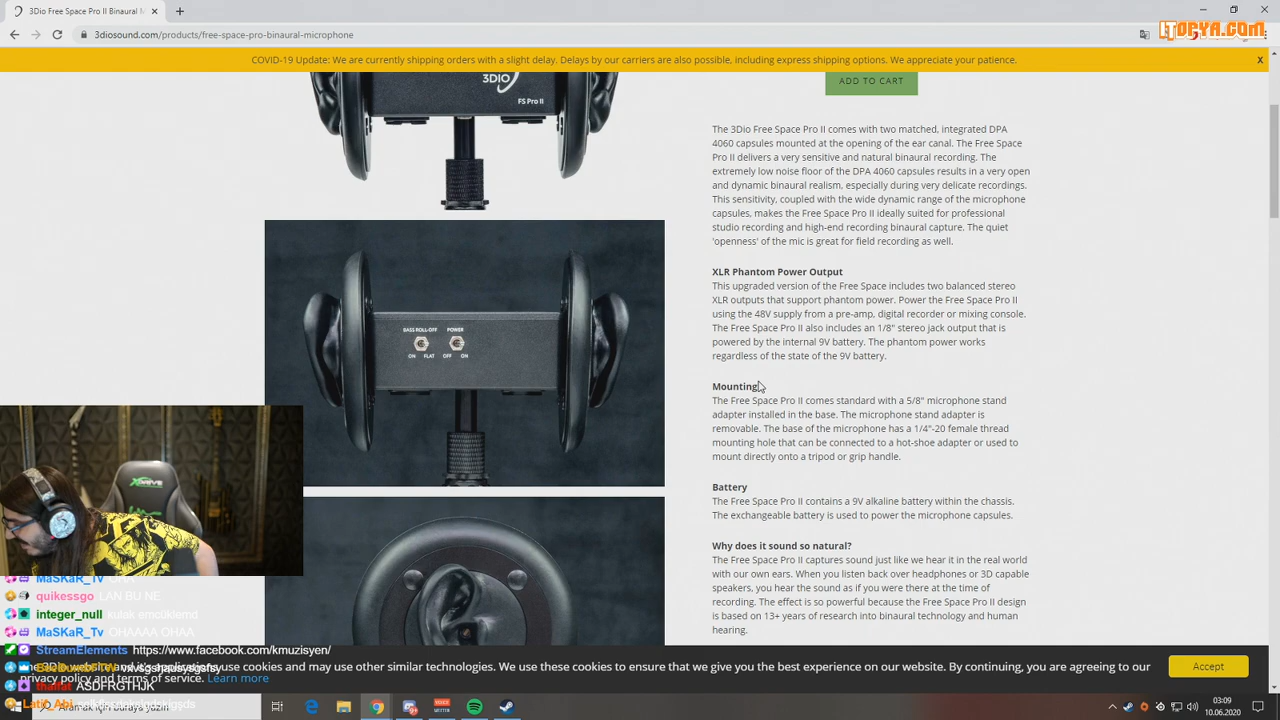 3Dio Free Space Pro II Binaural M
3diosound.com/products/free-space-pro-binaural-microphone
iTOPYA.COM
COVID-19 Update: We are currently shipping orders with a slight delay. Delays by our carriers are also possible, including express shipping options. We appreciate your patience.
X
3DIO
FS Pro II
ADD TO CART
The 3Dio Free Space Pro II comes with two matched, integrated DPA
4060 capsules mounted at the opening of the ear canal. The Free Space
Pro II delivers a very sensitive and natural binaural recording. The
extremely low noise floor of the DPA 4060 capsules results in a very open
and dynamic binaural realism, especially during very delicate recordings.
This sensitivity, coupled with the wide dynamic range of the microphone
capsules, makes the Free Space Pro II ideally suited for professional
studio recording and high-end recording binaural capture. The quiet
'openness' of the mic is great for field recording as well.
XLR Phantom Power Output
This upgraded version of the Free Space includes two balanced stereo
XLR outputs that support phantom power. Power the Free Space Pro II
using the 48V supply from a pre-amp, digital recorder or mixing console.
The Free Space Pro II also includes an 1/8" stereo jack output that is
powered by the internal 9V battery. The phantom power works
regardless of the state of the 9V battery.
BASS ROLL-OFF POWER
ON FLAT OFF ON
Mounting
The Free Space Pro II comes standard with a 5/8" microphone stand
adapter installed in the base. The microphone stand adapter is
removable. The base of the microphone has a 1/4"-20 female thread
mounting hole that can be connected to a hot-shoe adapter or used to
mount directly onto a tripod or grip handle.
Battery
The Free Space Pro II contains a 9V alkaline battery within the chassis.
The exchangeable battery is used to power the microphone capsules.
Why does it sound so natural?
The Free Space Pro II captures sound just like we hear it in the real world
with our own ears. When you listen back over headphones or 3D capable
speakers, you hear the sound as if you were there at the time of
recording. The effect is so powerful because the Free Space Pro II design
is based on 13+ years of research into binaural technology and human
hearing.
XDRIVE
MaSKaR_Tv
quikessgo LAN BU NE
integer_null kulak emcüklemd
MaSKaR_Tv OHAAAA OHAA
StreamElements https://www.facebook.com/kmuzisyen/
use cookies and may use other similar technologies. We use these cookies to ensure that we give you the best experience on our website. By continuing, you are agreeing to our
privacy policy and terms of service. Learn more
Accept
ASDFRGTHJK
03:09
10.06.2020